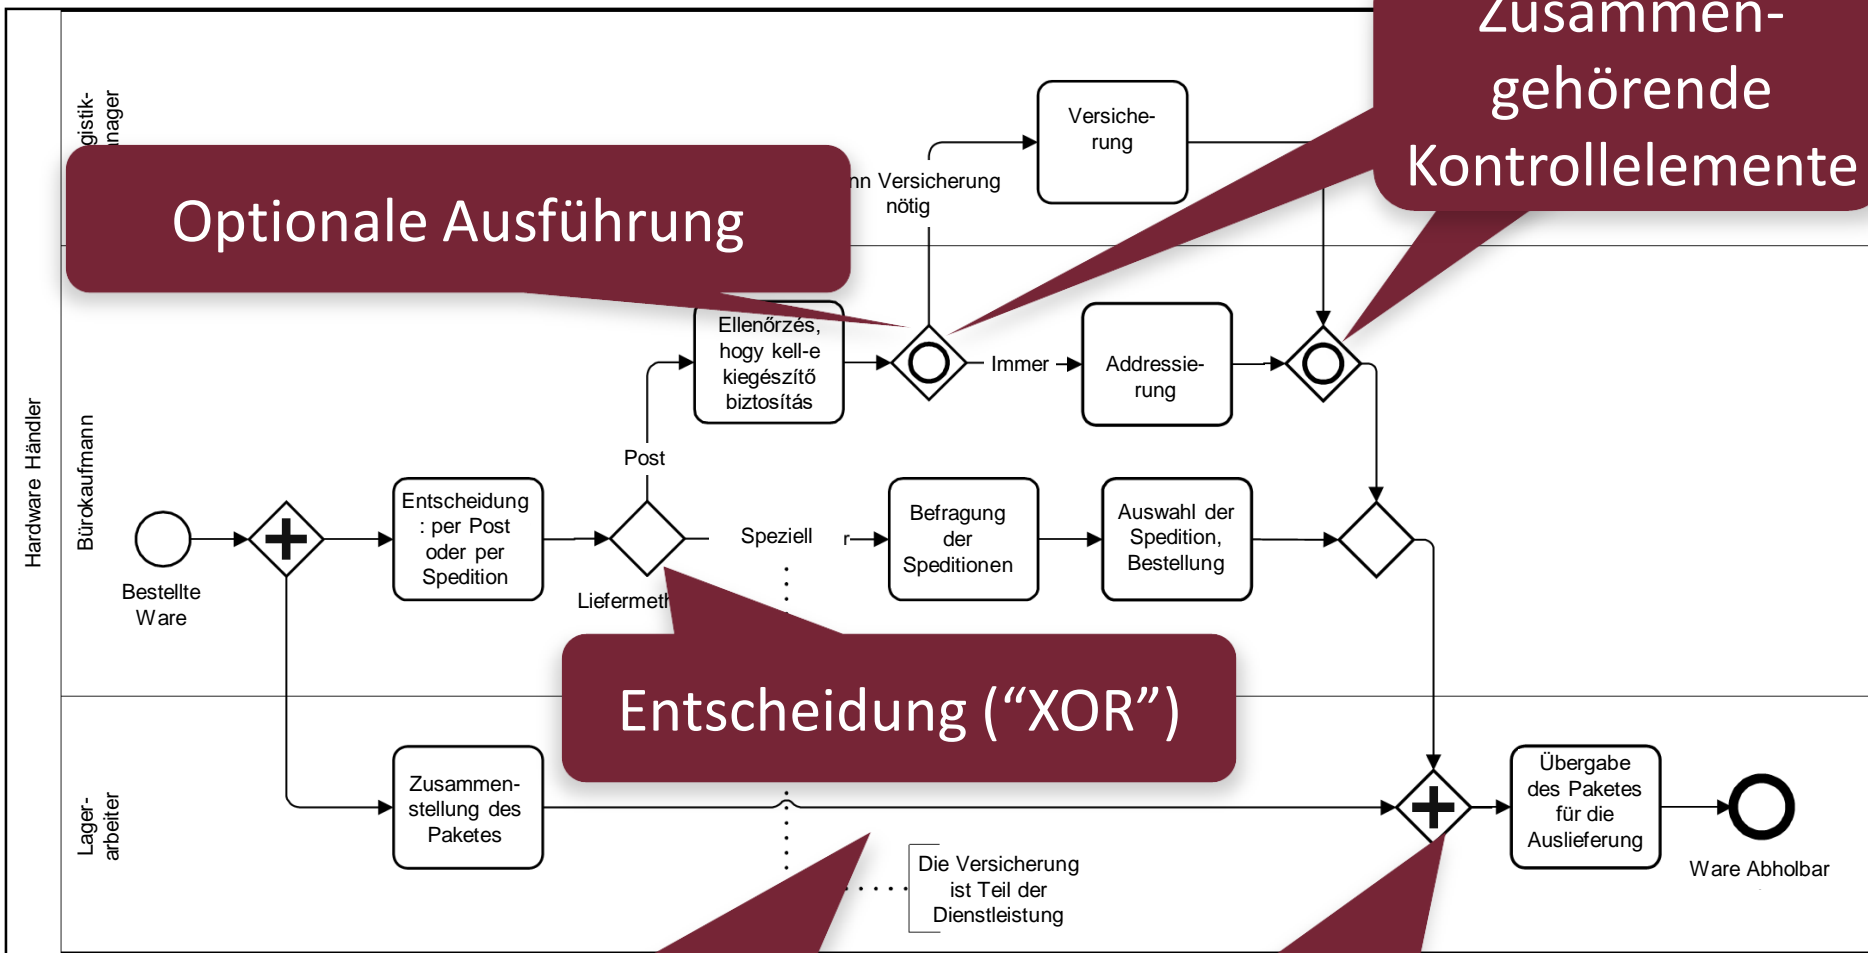 Zusammen-
gehörende
Kontrollelemente
Optionale Ausführung
Versiche-
rung
Versicherung
nötig
Hardware Händler
Bürokaufmann
Ellenőrzés,
hogy kell-e
kiegészítő
biztosítás
Immer
Addressie-
rung
Post
Bestellte
Ware
Entscheidung
: per Post
oder per
Spedition
Speziell
r
Befragung
der
Speditionen
Auswahl der
Spedition,
Bestellung
Liefermeth
Entscheidung (“XOR”)
Lager-
arbeiter
Zusammen-
stellung des
Paketes
Die Versicherung
ist Teil der
Dienstleistung
Übergabe
des Paketes
für die
Auslieferung
Ware Abholbar